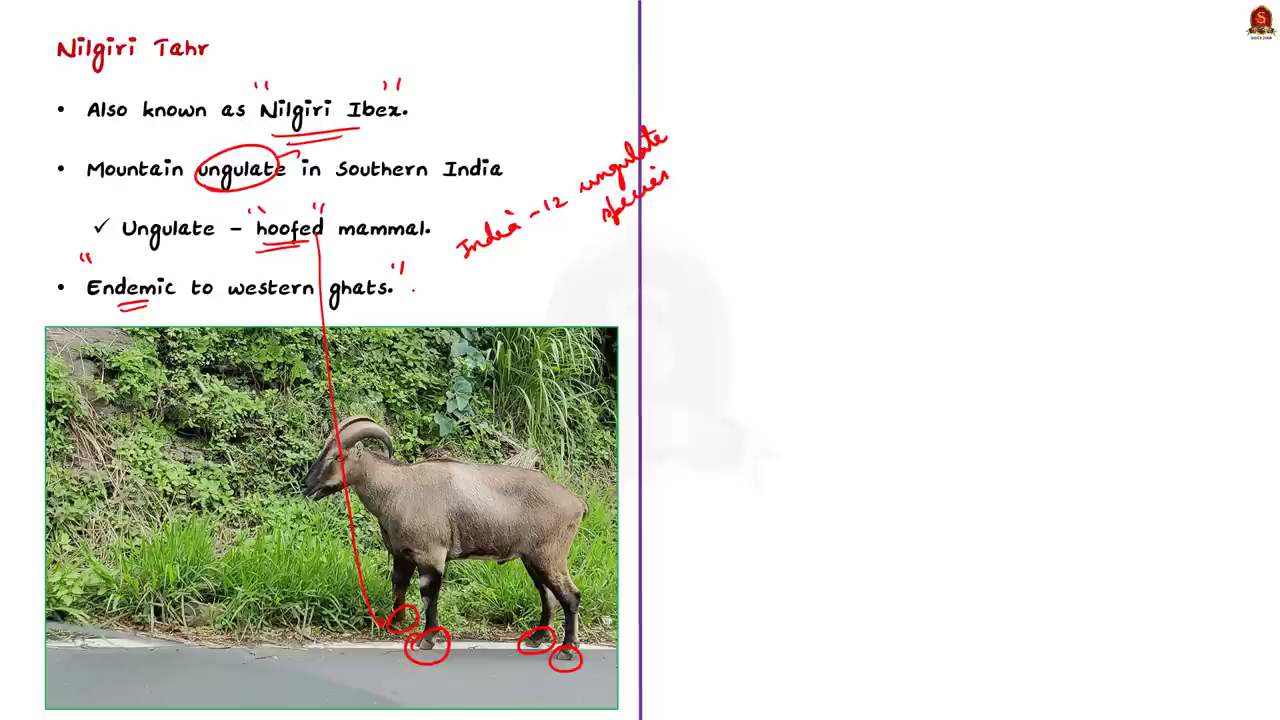 Nilgiri Tahr
• Also known as "Nilgiri Ibex".
• Mountain ungulate in Southern India
✓ Ungulate - "hoofed" mammal.
India - 12 ungulate
species
• "Endemic to western ghats."
S